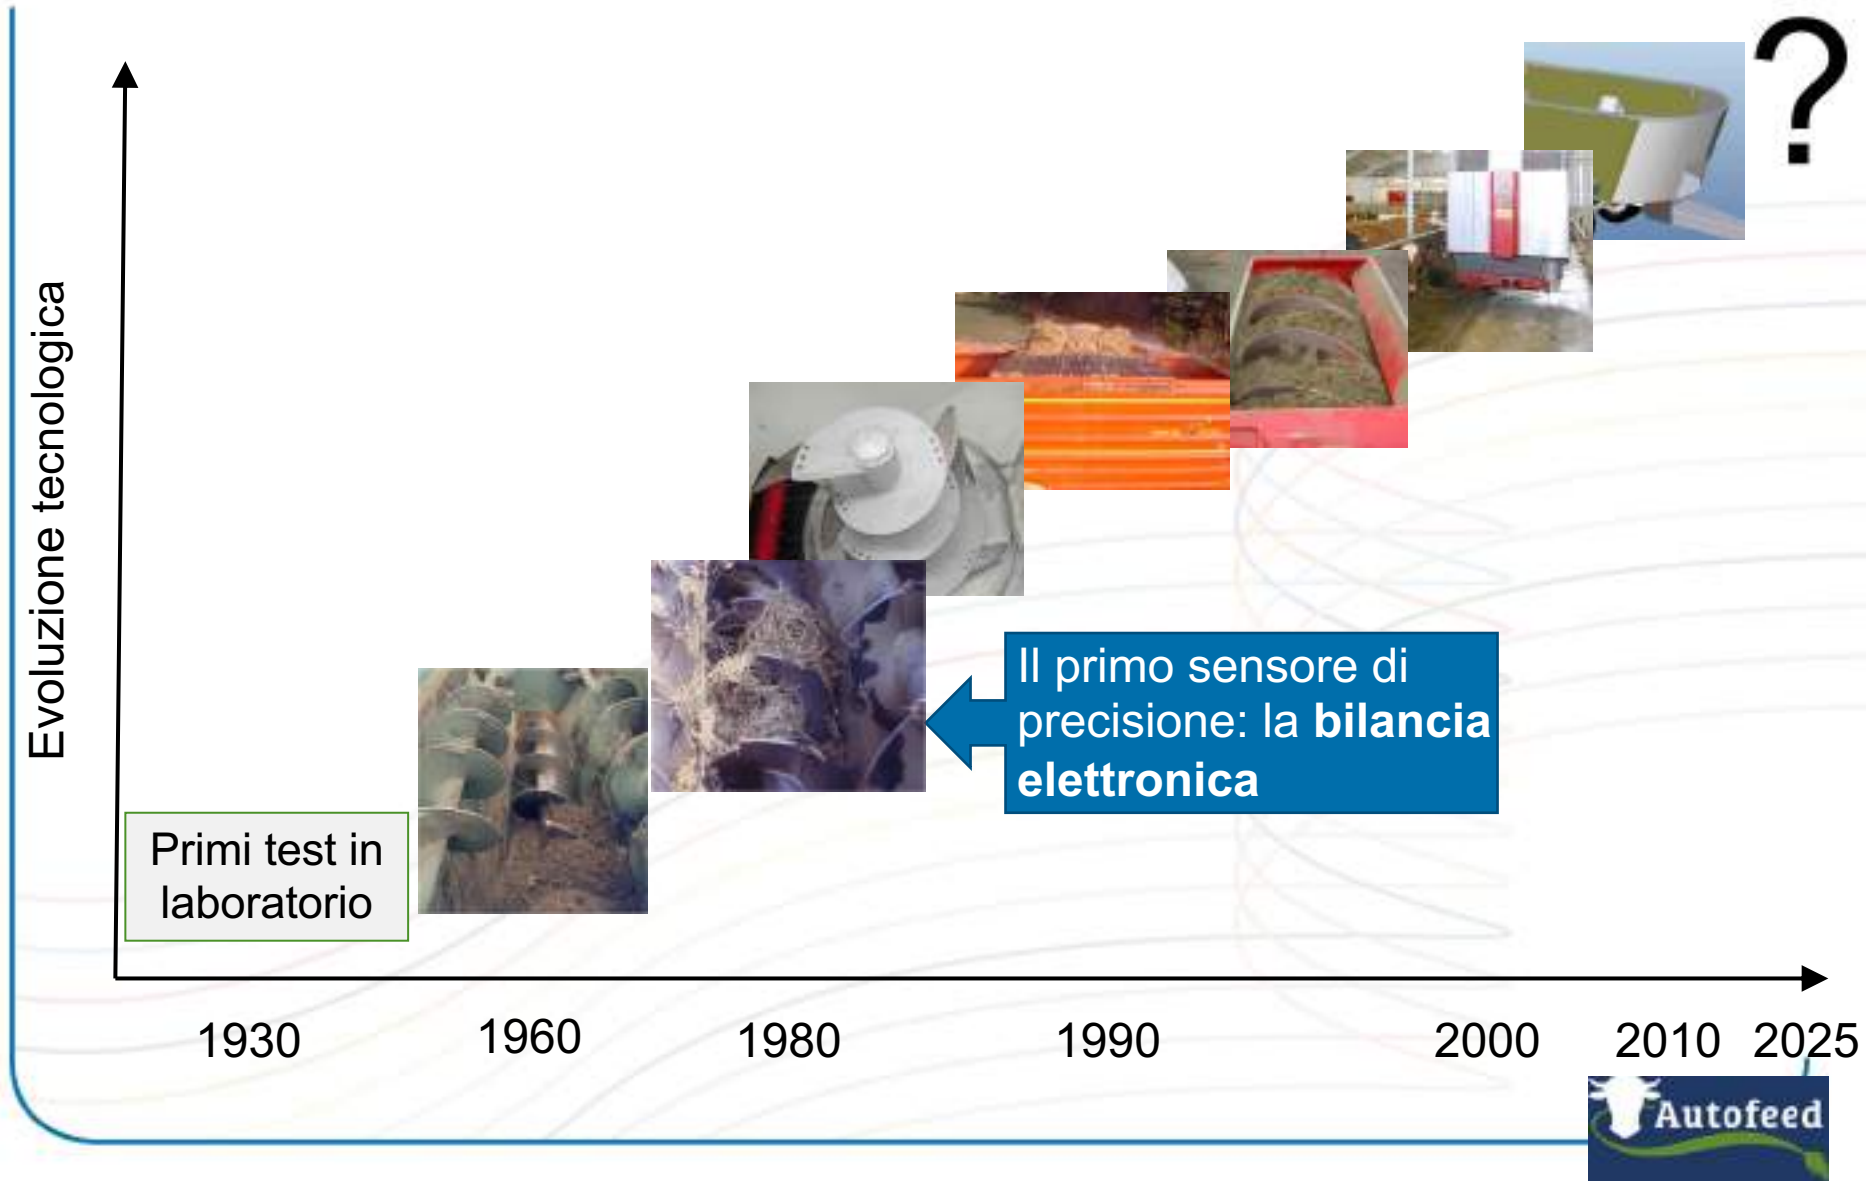 ?
Evoluzione tecnologica
Il primo sensore di
precisione: la bilancia
elettronica
Primi test in
laboratorio
1930 1960 1980 1990 2000 2010 2025
Autofeed